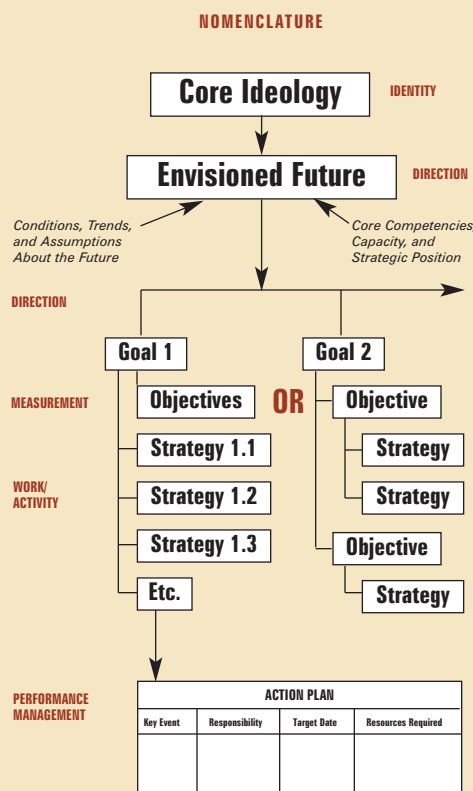 NOMENCLATURE
Core Ideology
IDENTITY
Envisioned Future
DIRECTION
Conditions, Trends,
and Assumptions
About the Future
Core Competencies,
Capacity, and
Strategic Position
DIRECTION
Goal 1
Goal 2
MEASUREMENT
Objectives
OR
Objective
Strategy 1.1
Strategy
WORK/
ACTIVITY
Strategy 1.2
Strategy
Strategy 1.3
Objective
Etc.
Strategy
PERFORMANCE
MANAGEMENT
ACTION PLAN
Key Event
Responsibility
Target Date
Resources Required